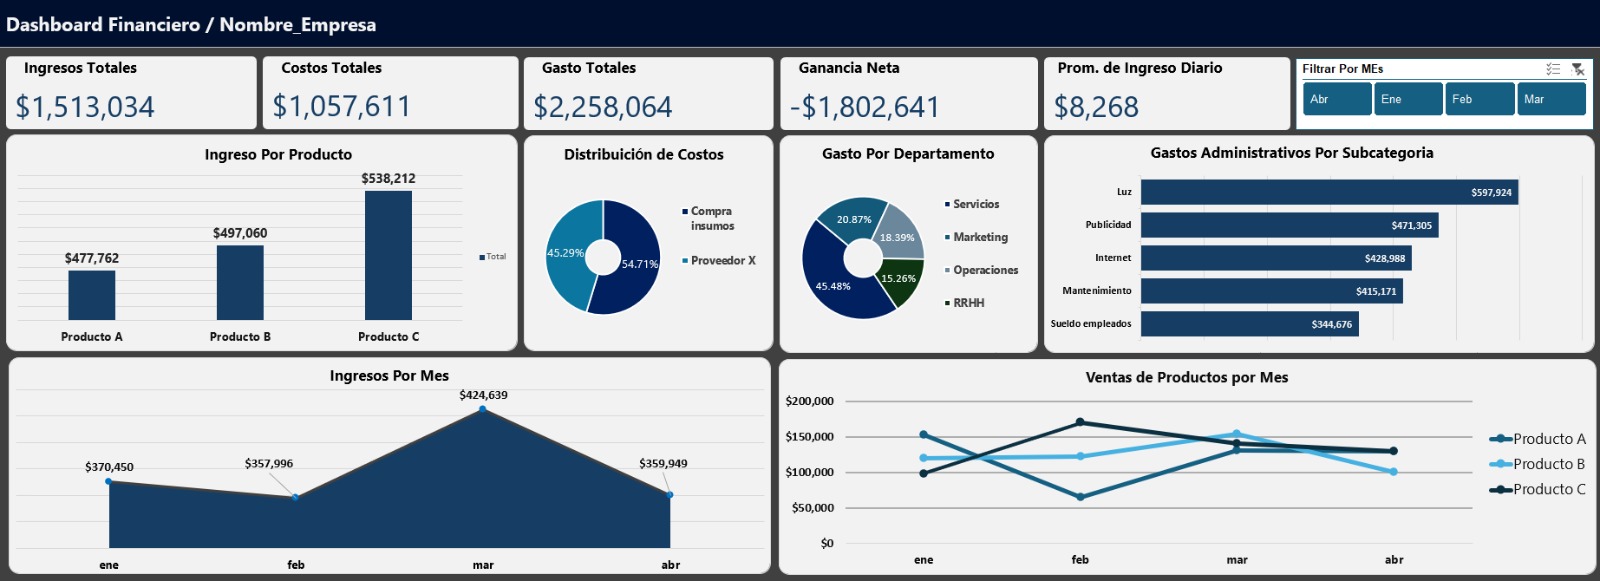 Dashboard Financiero / Nombre_Empresa
Ingresos Totales
$1,513,034
Costos Totales
$1,057,611
Gasto Totales
$2,258,064
Ganancia Neta
-$1,802,641
Prom. de Ingreso Diario
$8,268
Filtrar Por MEs
Abr
Ene
Feb
Mar
Ingreso Por Producto
$538,212
$497,060
$477,762
Total
Producto A
Producto B
Producto C
Distribuición de Costos
45.29%
54.71%
Compra
insumos
Proveedor X
Gasto Por Departamento
20.87%
18.39%
15.26%
45.48%
Servicios
Marketing
Operaciones
RRHH
Gastos Administrativos Por Subcategoria
Luz
$597,924
Publicidad
$471,305
Internet
$428,988
Mantenimiento
$415,171
Sueldo empleados
$344,676
Ingresos Por Mes
$424,639
$370,450
$357,996
$359,949
ene
feb
mar
abr
Ventas de Productos por Mes
$200,000
$150,000
$100,000
$50,000
$0
ene
feb
mar
abr
Producto A
Producto B
Producto C